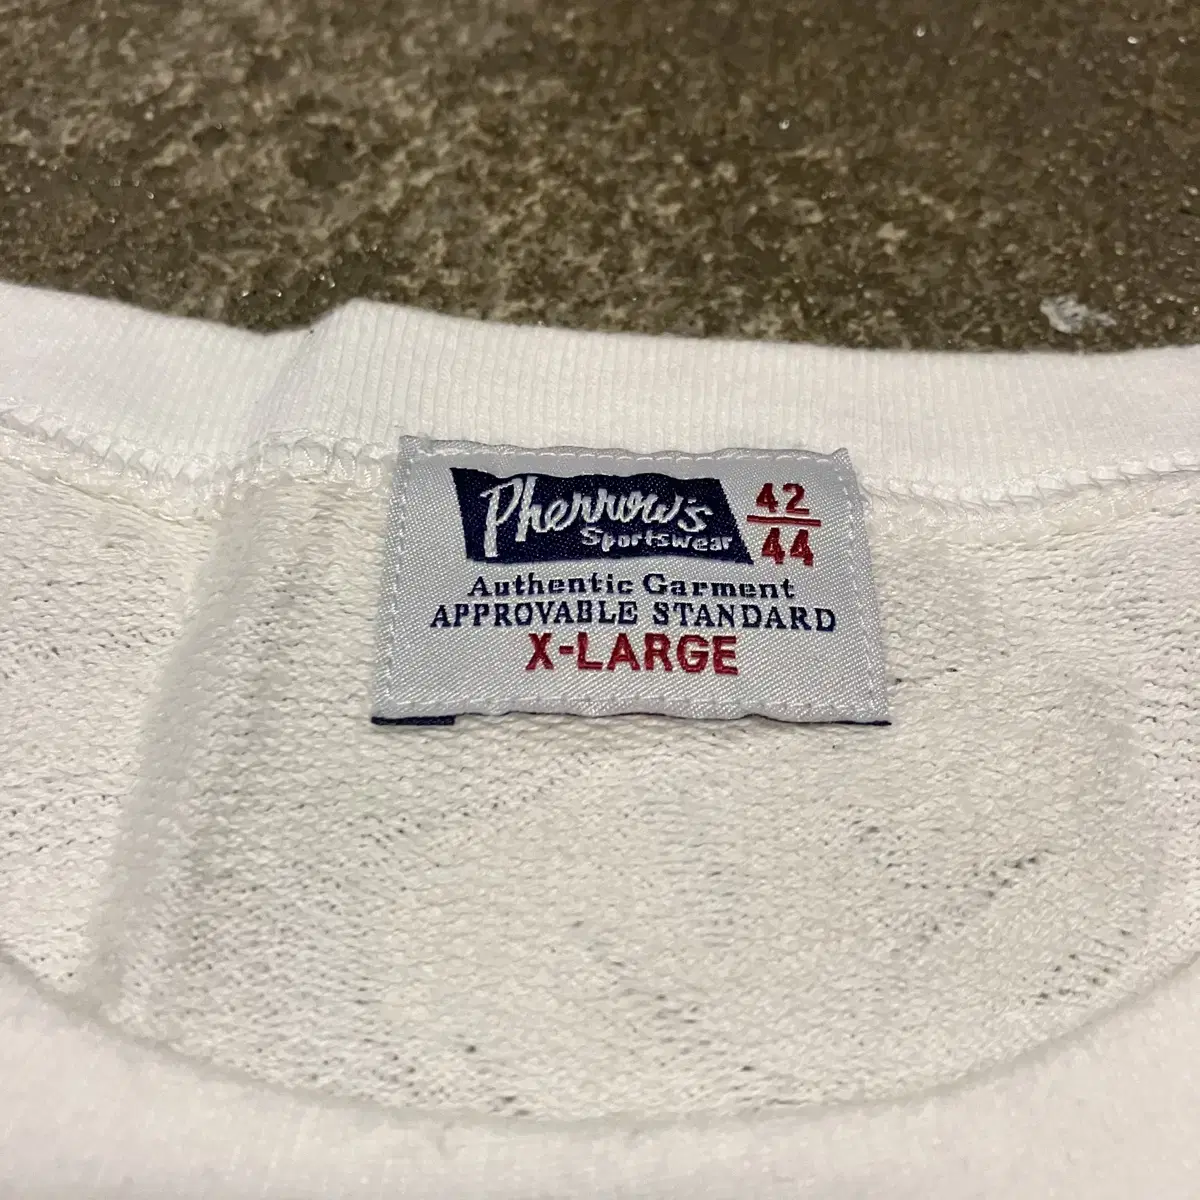 Pherrow's
Sportswear
42
44
Authentic Garment
APPROVABLE STANDARD
X-LARGE